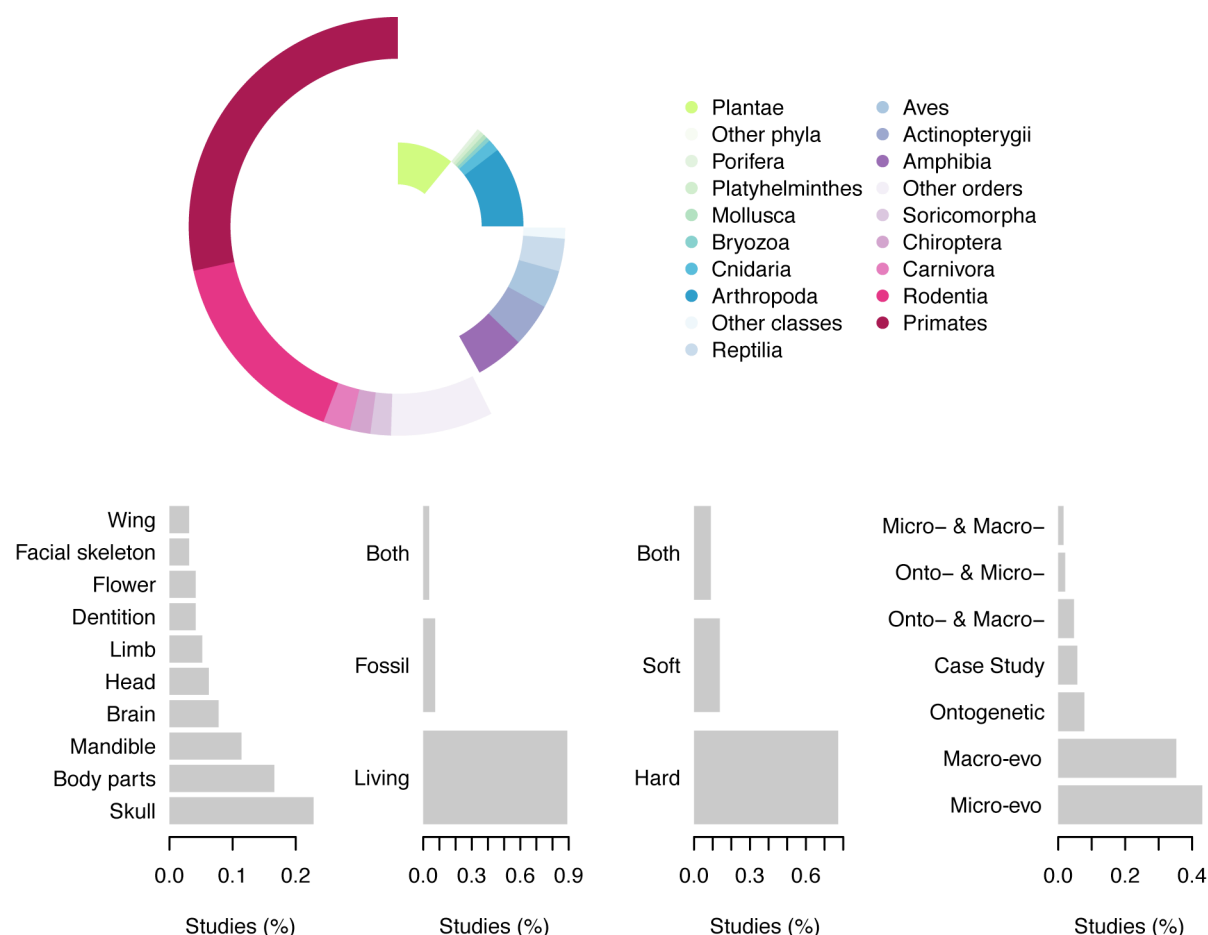 Plantae
Other phyla
Porifera
Platyhelminthes
Mollusca
Bryozoa
Cnidaria
Arthropoda
Other classes
Reptilia
Aves
Actinopterygii
Amphibia
Other orders
Soricomorpha
Chiroptera
Carnivora
Rodentia
Primates
Wing
Facial skeleton
Flower
Dentition
Limb
Head
Brain
Mandible
Body parts
Skull
0.0 0.1 0.2
Studies (%)
Both
Fossil
Living
0.0 0.3 0.6 0.9
Studies (%)
Both
Soft
Hard
0.0 0.3 0.6
Studies (%)
Micro− & Macro−
Onto− & Micro−
Onto− & Macro−
Case Study
Ontogenetic
Macro-evo
Micro-evo
0.0 0.2 0.4
Studies (%)